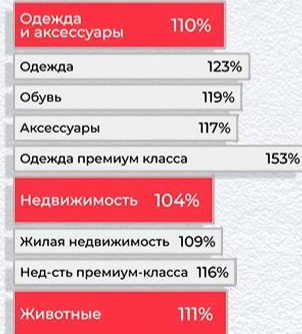 Одежда
и аксессуары 110%
Одежда 123%
Обувь 119%
Аксессуары 117%
Одежда премиум класса 153%
Недвижимость 104%
Жилая недвижимость 109%
Нед-сть премиум-класса 116%
Животные 111%